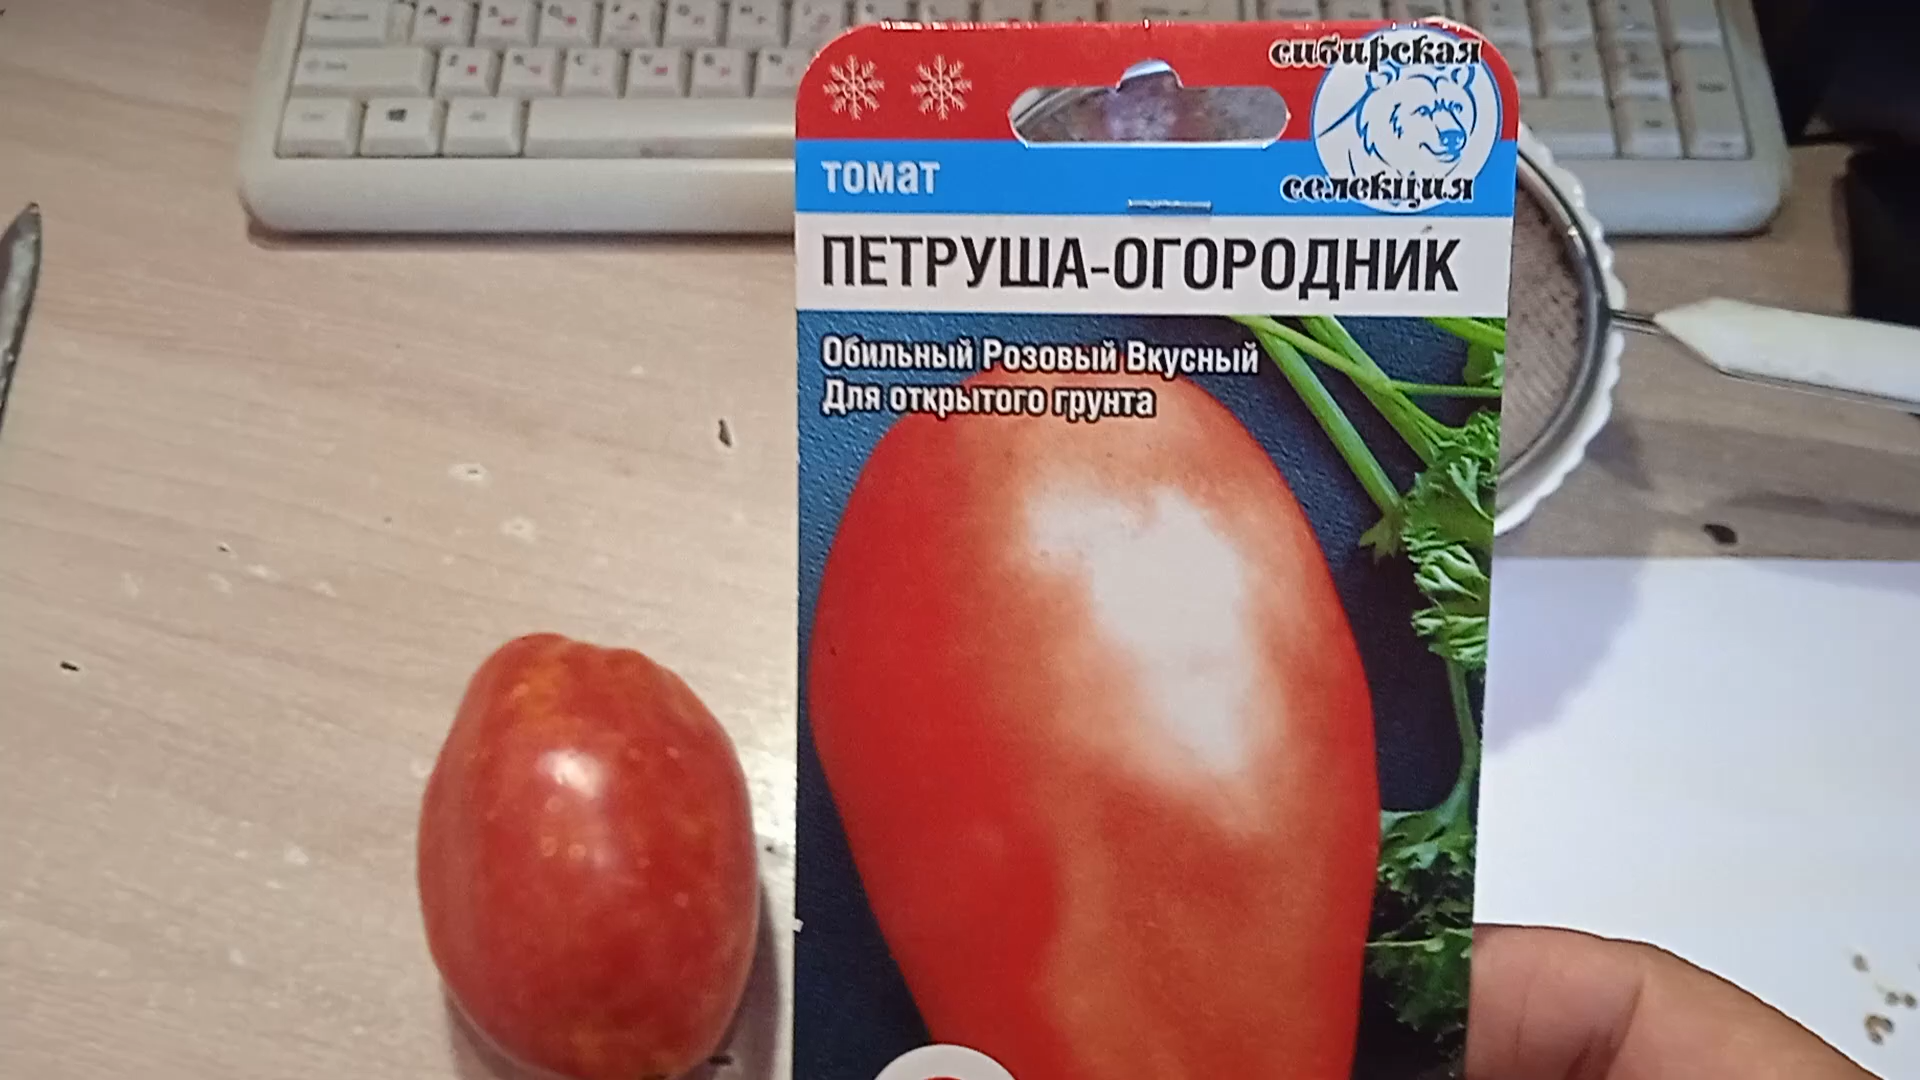 сибирская
селекция
томат
ПЕТРУША-ОГОРОДНИК
Обильный Розовый Вкусный
Для открытого грунта